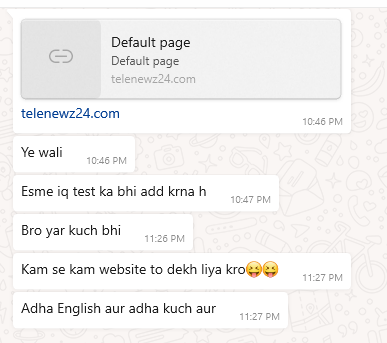 Default page
Default page
telenewz24.com
telenewz24.com
10:46 PM
Ye wali
10:46 PM
Esme iq test ka bhi add krna h
10:47 PM
Bro yar kuch bhi
11:26 PM
Kam se kam website to dekh liya kro😝😝
11:27 PM
Adha English aur adha kuch aur
11:27 PM